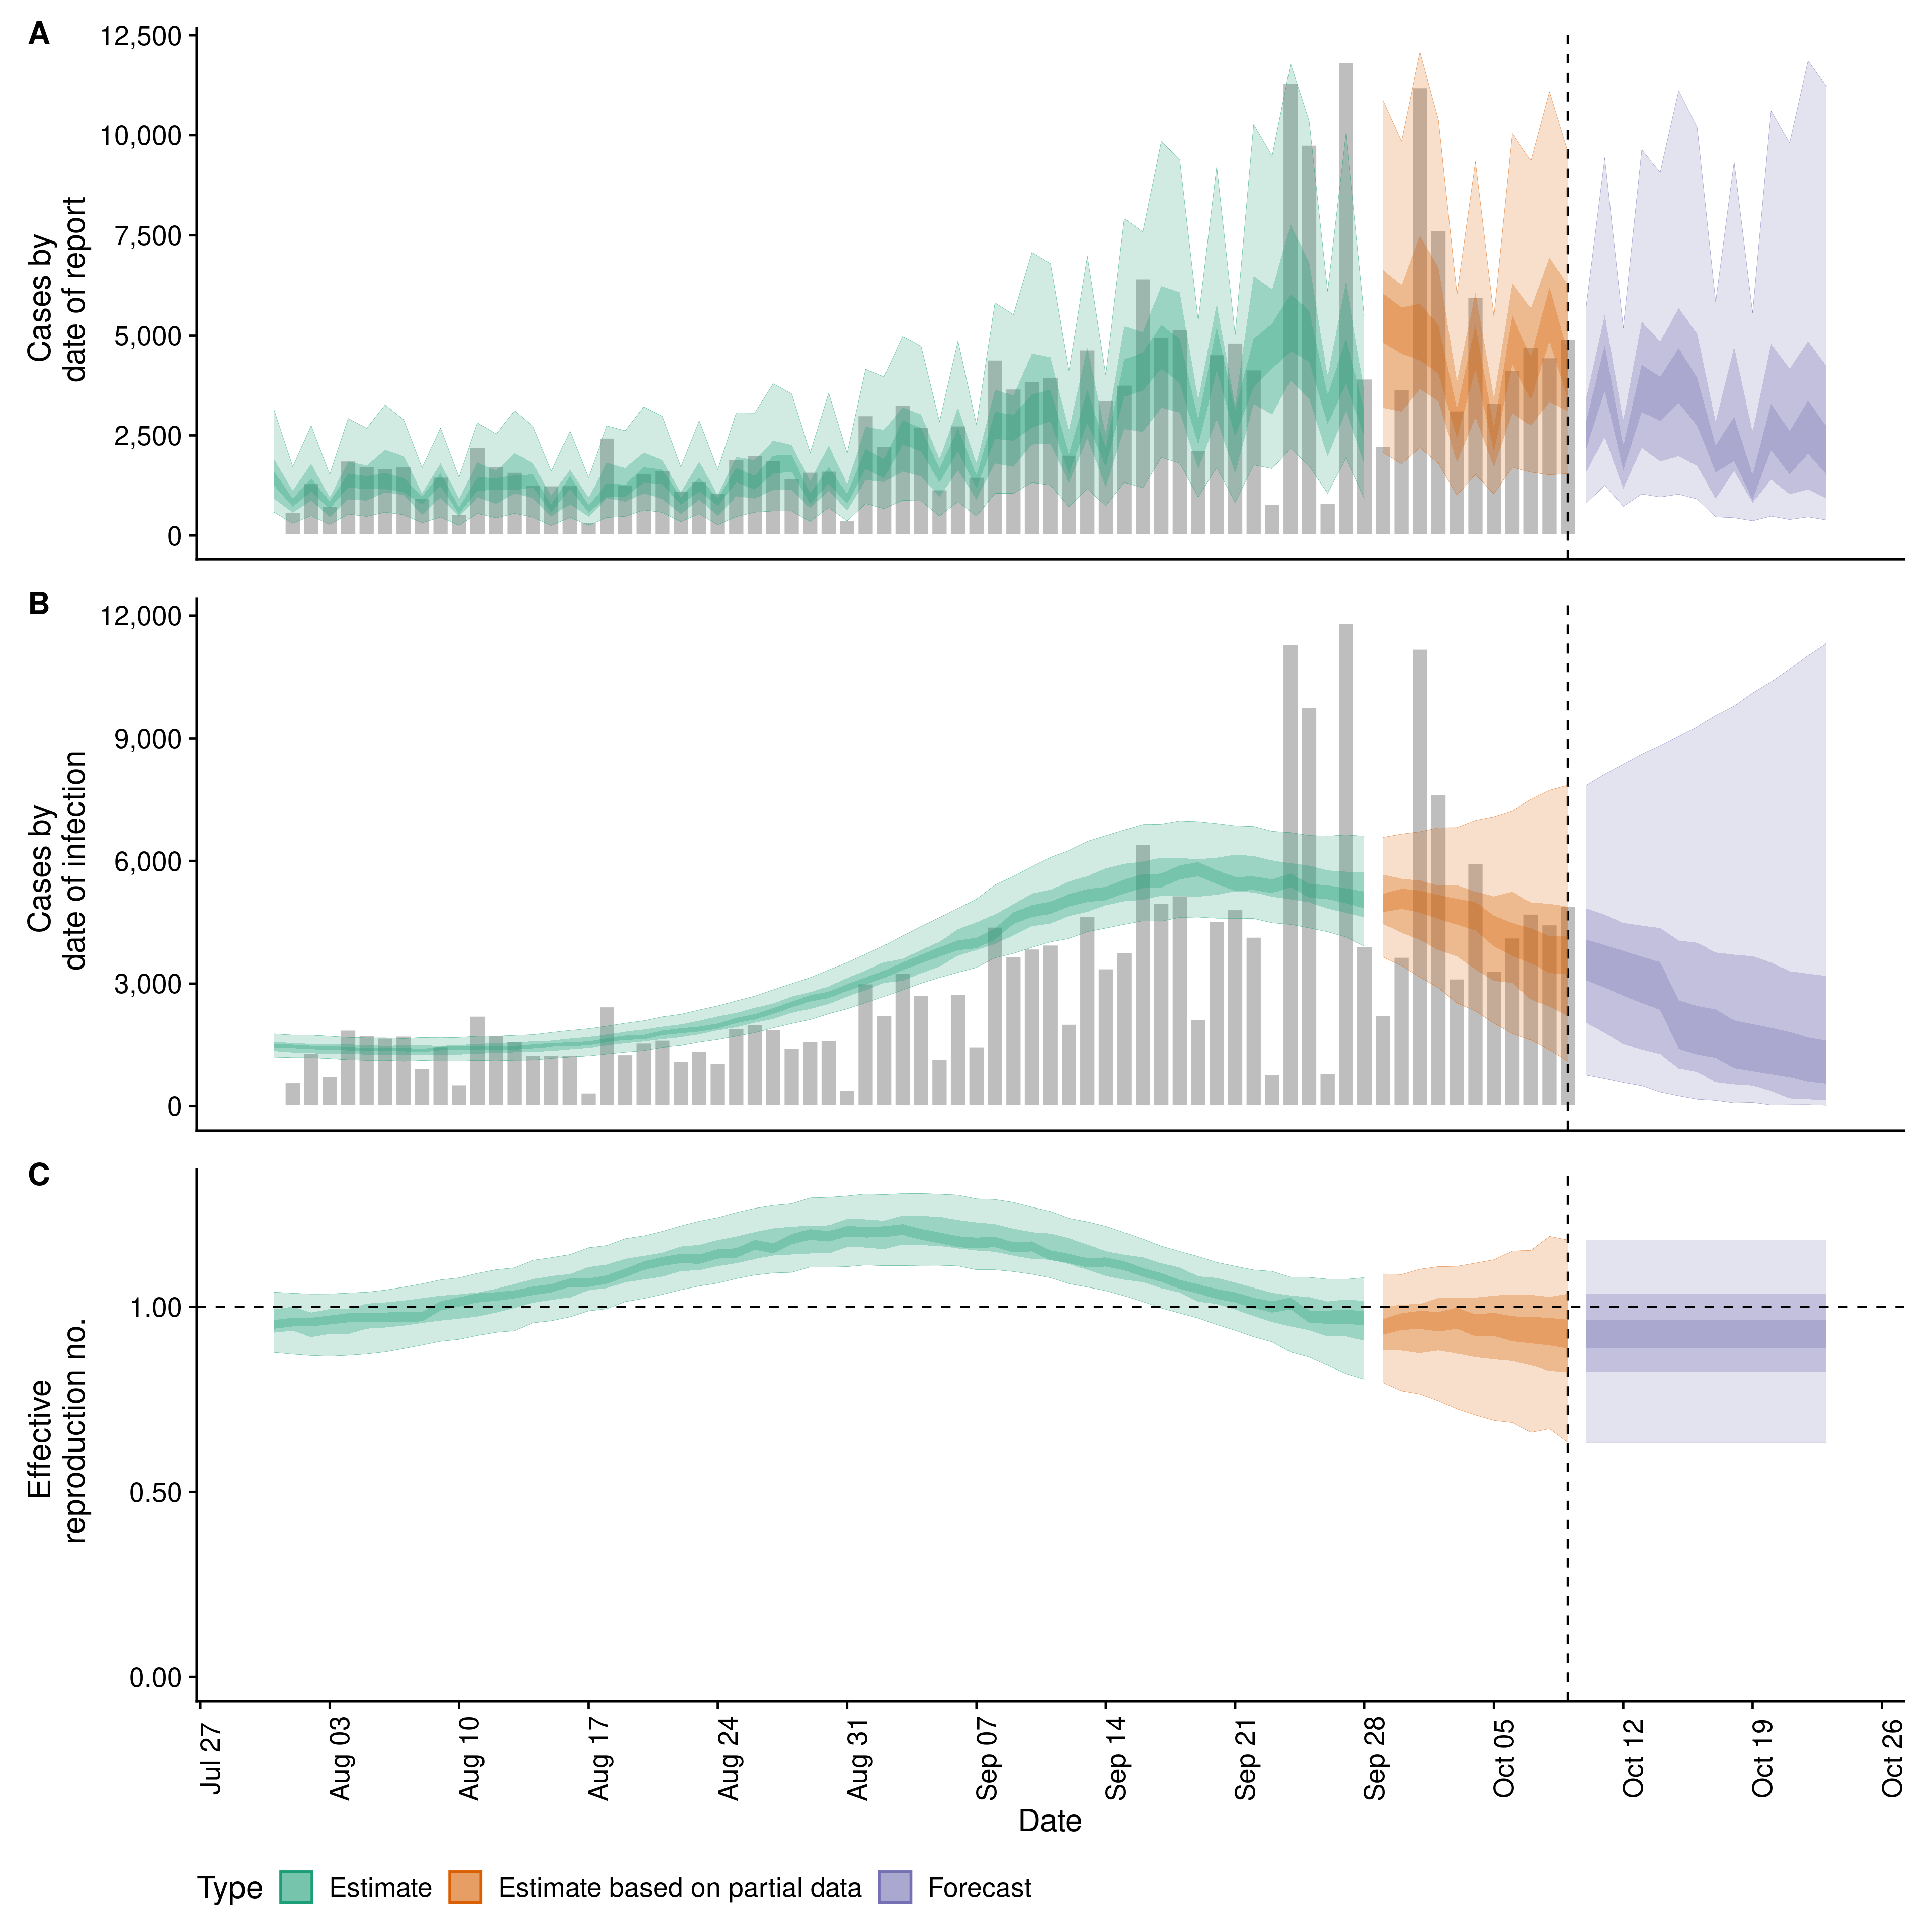 A
12,500
10,000
7,500
5,000
2,500
0
Cases by
date of report
B
12,000
9,000
6,000
3,000
0
Cases by
date of infection
C
1.00
0.50
0.00
Effective
reproduction no.
Jul 27
Aug 03
Aug 10
Aug 17
Aug 24
Aug 31
Sep 07
Sep 14
Sep 21
Sep 28
Oct 05
Oct 12
Oct 19
Oct 26
Date
Type Estimate Estimate based on partial data Forecast